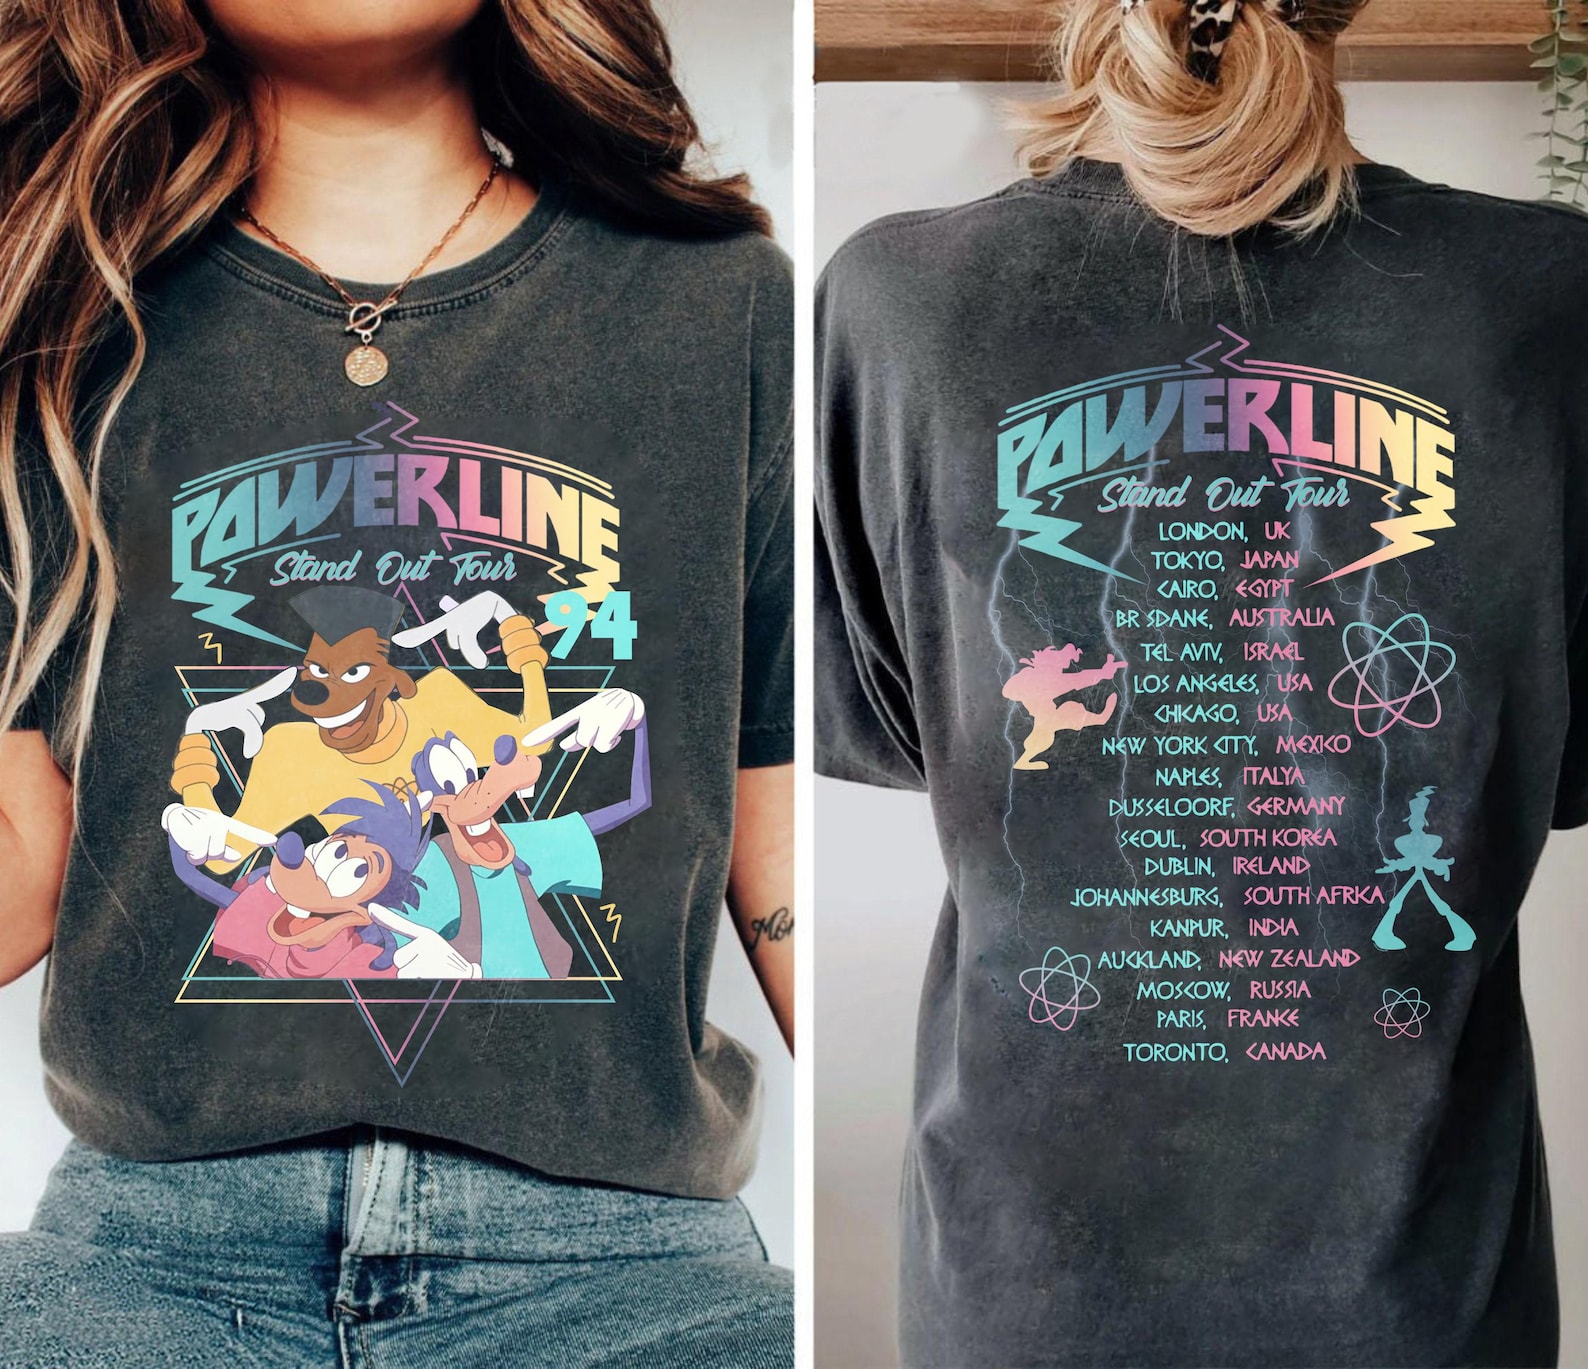 POWERLINE
Stand Out Tour
94
Mor
POWERLINE
Stand Out Tour
LONDON, UK
TOKYO, JAPAN
CAIRO, EGYPT
BR SDANE, AUSTRALIA
TEL AVIV, ISRAEL
LOS ANGELES, USA
CHICAGO, USA
NEW YORK CITY, MEXICO
NAPLES, ITALYA
DUSSELOORF, GERMANY
SEOUL, SOUTH KOREA
DUBLIN, IRELAND
JOHANNESBURG, SOUTH AFRICA
KANPUR, INDIA
AUCKLAND, NEW ZEALAND
MOSCOW, RUSSIA
PARIS, FRANCE
TORONTO, CANADA